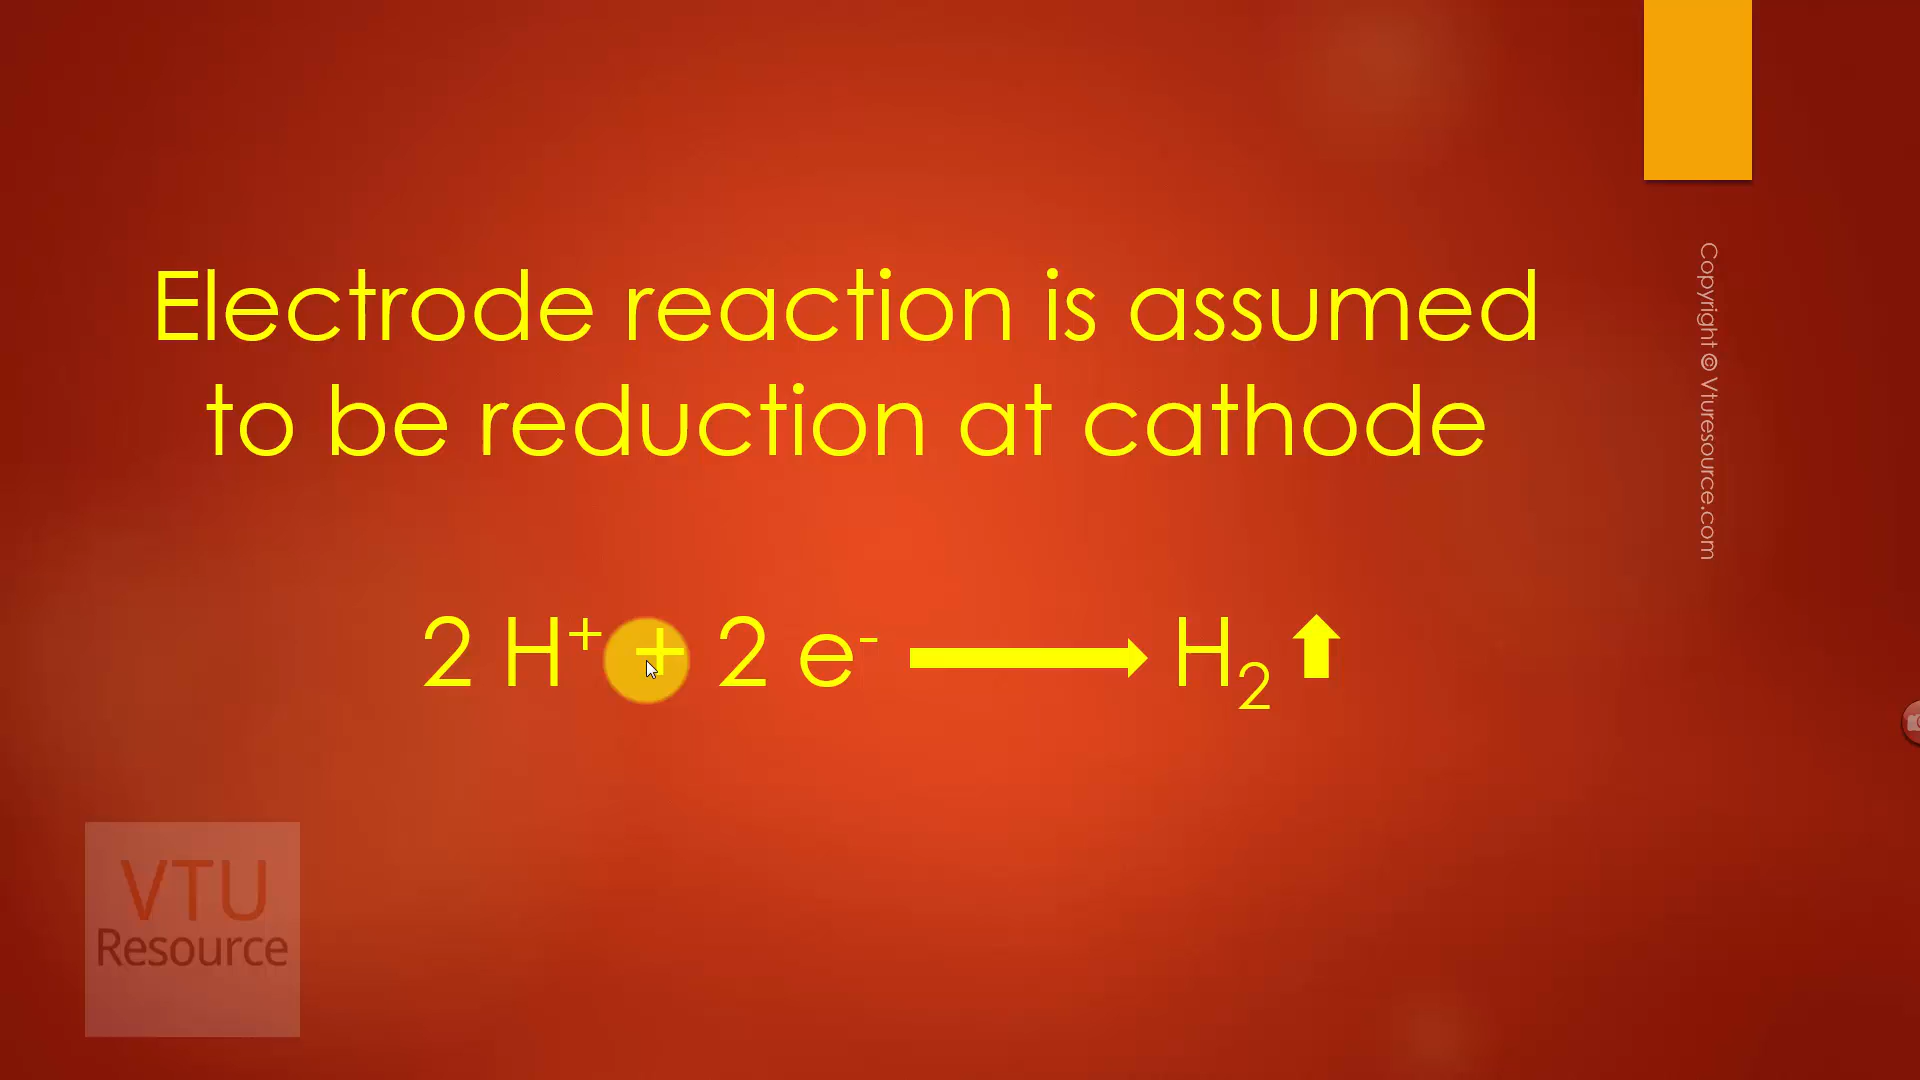 Electrode reaction is assumed
to be reduction at cathode
2 H⁺ + 2 e⁻ ⟶ H₂ ⬆
Copyright © Vturesource.com
VTU
Resource